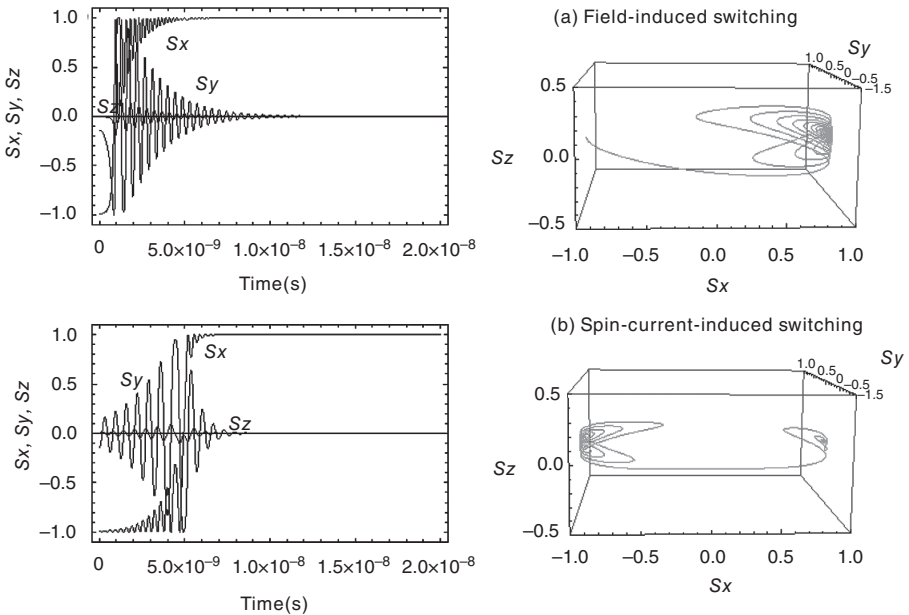 (a) Field-induced switching
Sx, Sy, Sz
1.0
0.5
0.0
−0.5
−1.0
Sx
Sy
Sz
0
5.0×10⁻⁹
1.0×10⁻⁸
1.5×10⁻⁸
2.0×10⁻⁸
Time(s)
Sy
1.0
0.5
0
−0.5
−1.5
Sz
0.5
0.0
−0.5
−1.0
−0.5
0.0
0.5
1.0
Sx
(b) Spin-current-induced switching
Sx, Sy, Sz
1.0
0.5
0.0
−0.5
−1.0
Sx
Sy
Sz
0
5.0×10⁻⁹
1.0×10⁻⁸
1.5×10⁻⁸
2.0×10⁻⁸
Time(s)
Sy
1.0
0.5
0
−0.5
−1.5
Sz
0.5
0.0
−0.5
−1.0
−0.5
0.0
0.5
1.0
Sx